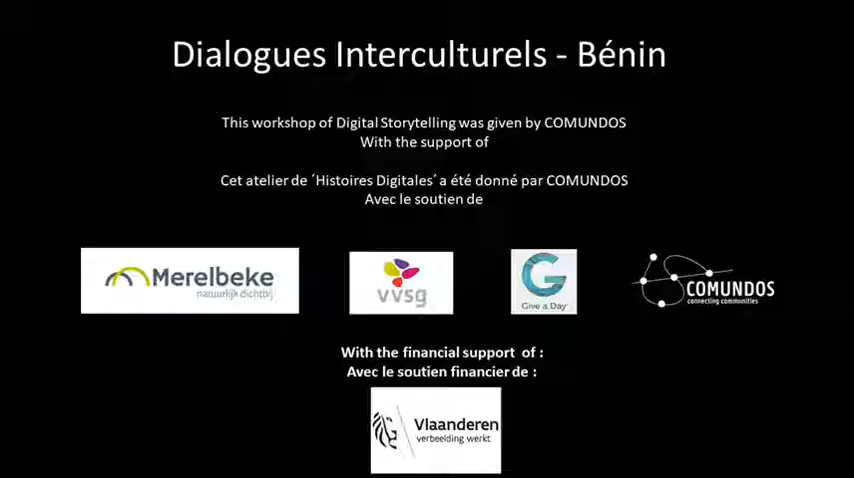 Dialogues Interculturels - Bénin
This workshop of Digital Storytelling was given by COMUNDOS
With the support of
Cet atelier de ´Histoires Digitales´ a été donné par COMUNDOS
Avec le soutien de
Merelbeke
natuurlijk dichtbij
vvsg
G
Give a Day
COMUNDOS
connecting communities
With the financial support of :
Avec le soutien financier de :
Vlaanderen
verbeelding werkt